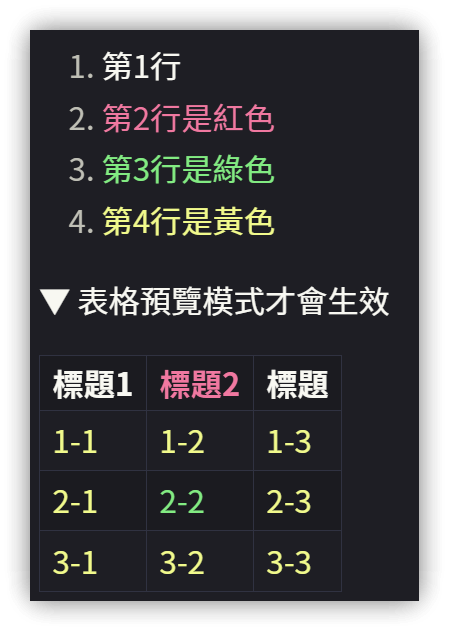 1. 第1行
2. 第2行是紅色
3. 第3行是綠色
4. 第4行是黃色
▼ 表格預覽模式才會生效
標題1 標題2 標題
1-1 1-2 1-3
2-1 2-2 2-3
3-1 3-2 3-3